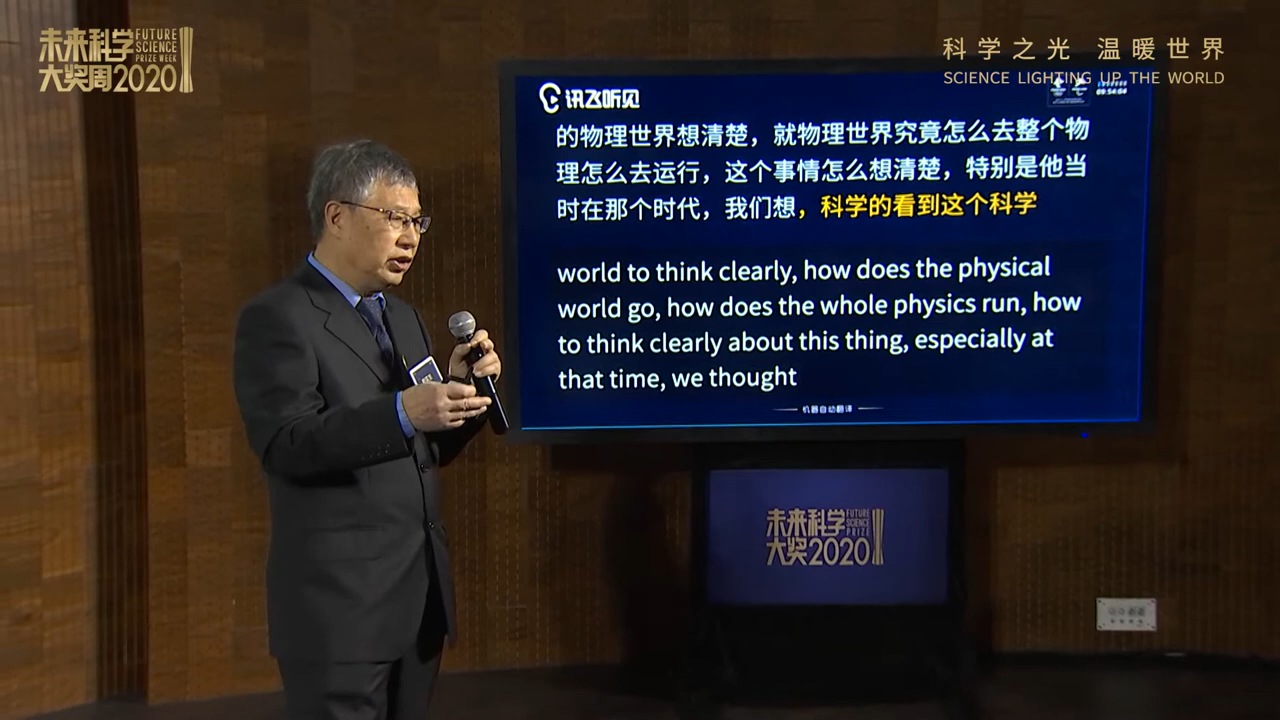 未来科学
大奖周2020
FUTURE
SCIENCE
PRIZE WEEK
科学之光 温暖世界
SCIENCE LIGHTING UP THE WORLD
讯飞听见
09:54:04
的物理世界想清楚，就物理世界究竟怎么去整个物
理怎么去运行，这个事情怎么想清楚，特别是他当
时在那个时代，我们想，科学的看到这个科学
world to think clearly, how does the physical
world go, how does the whole physics run, how
to think clearly about this thing, especially at
that time, we thought
机器自动翻译
未来科学
大奖2020
FUTURE
SCIENCE
PRIZE